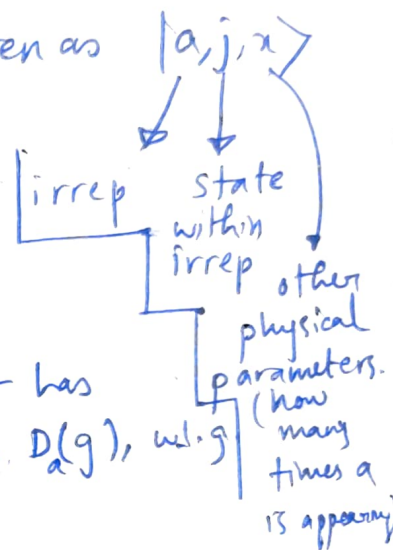 en as |a, j, x⟩
irrep
state
within
irrep
other
physical
parameters.
(how
many
times a
is appearing
has
D_a(g),